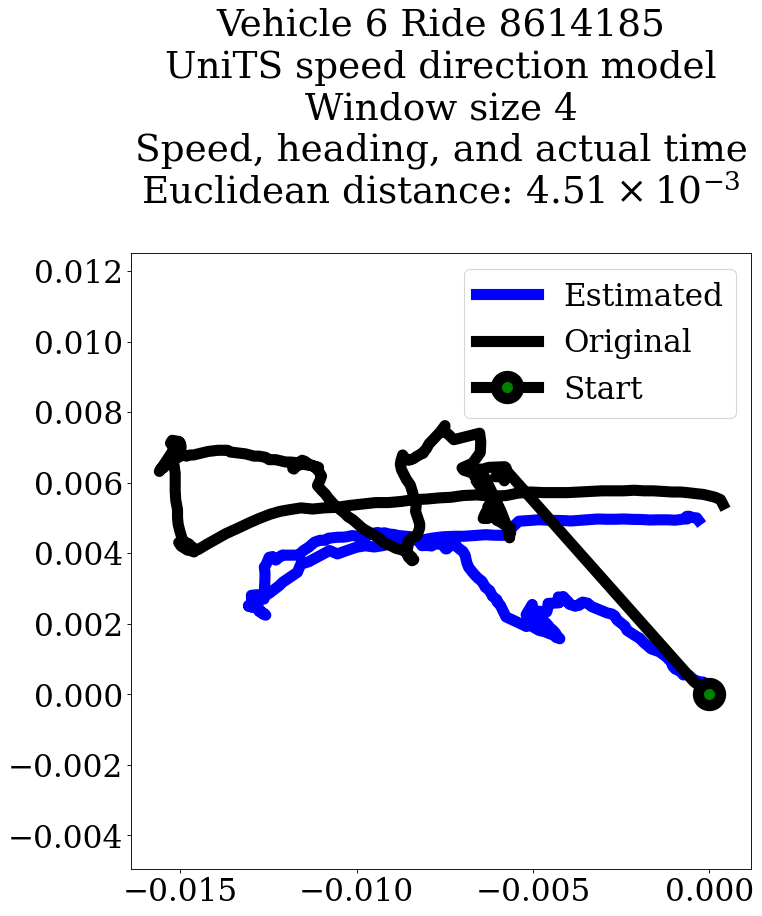 Vehicle 6 Ride 8614185
UniTS speed direction model
Window size 4
Speed, heading, and actual time
Euclidean distance: 4.51 × 10⁻³
Estimated
Original
Start
0.012
0.010
0.008
0.006
0.004
0.002
0.000
−0.002
−0.004
−0.015
−0.010
−0.005
0.000